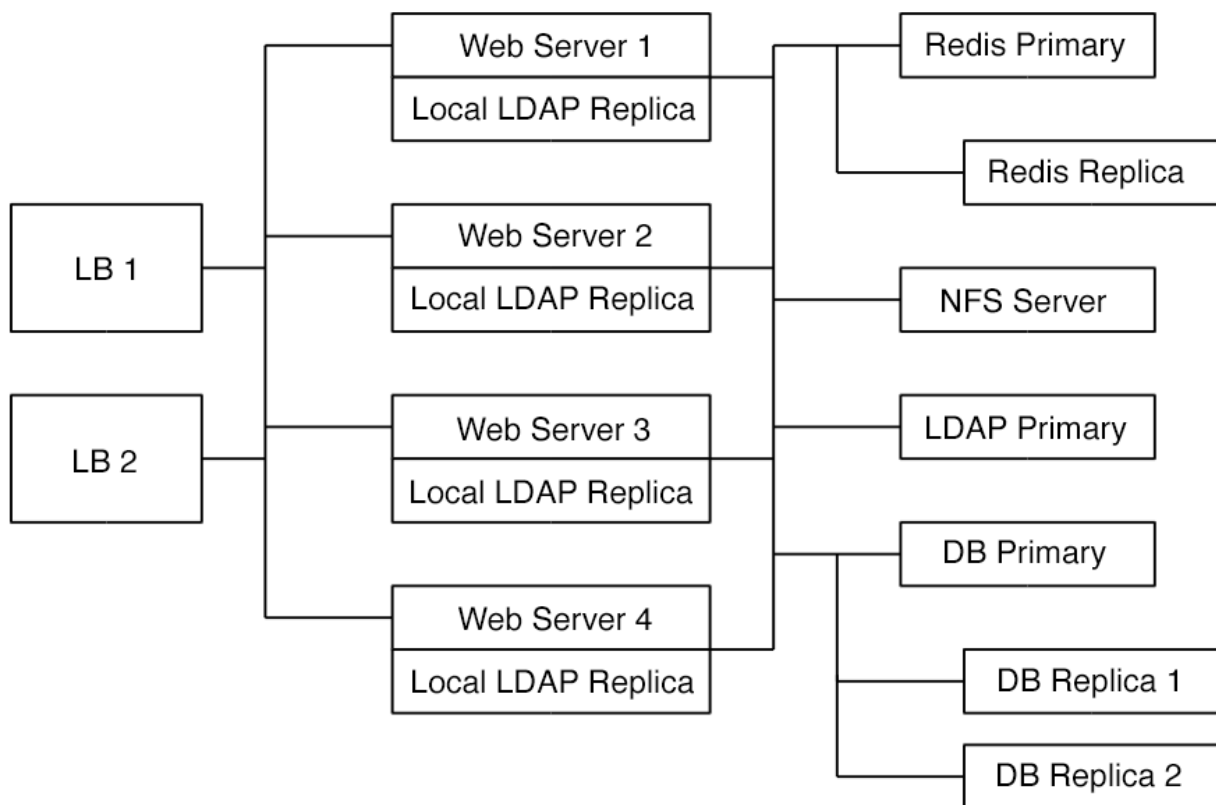 LB 1
LB 2
Web Server 1
Local LDAP Replica
Web Server 2
Local LDAP Replica
Web Server 3
Local LDAP Replica
Web Server 4
Local LDAP Replica
Redis Primary
Redis Replica
NFS Server
LDAP Primary
DB Primary
DB Replica 1
DB Replica 2